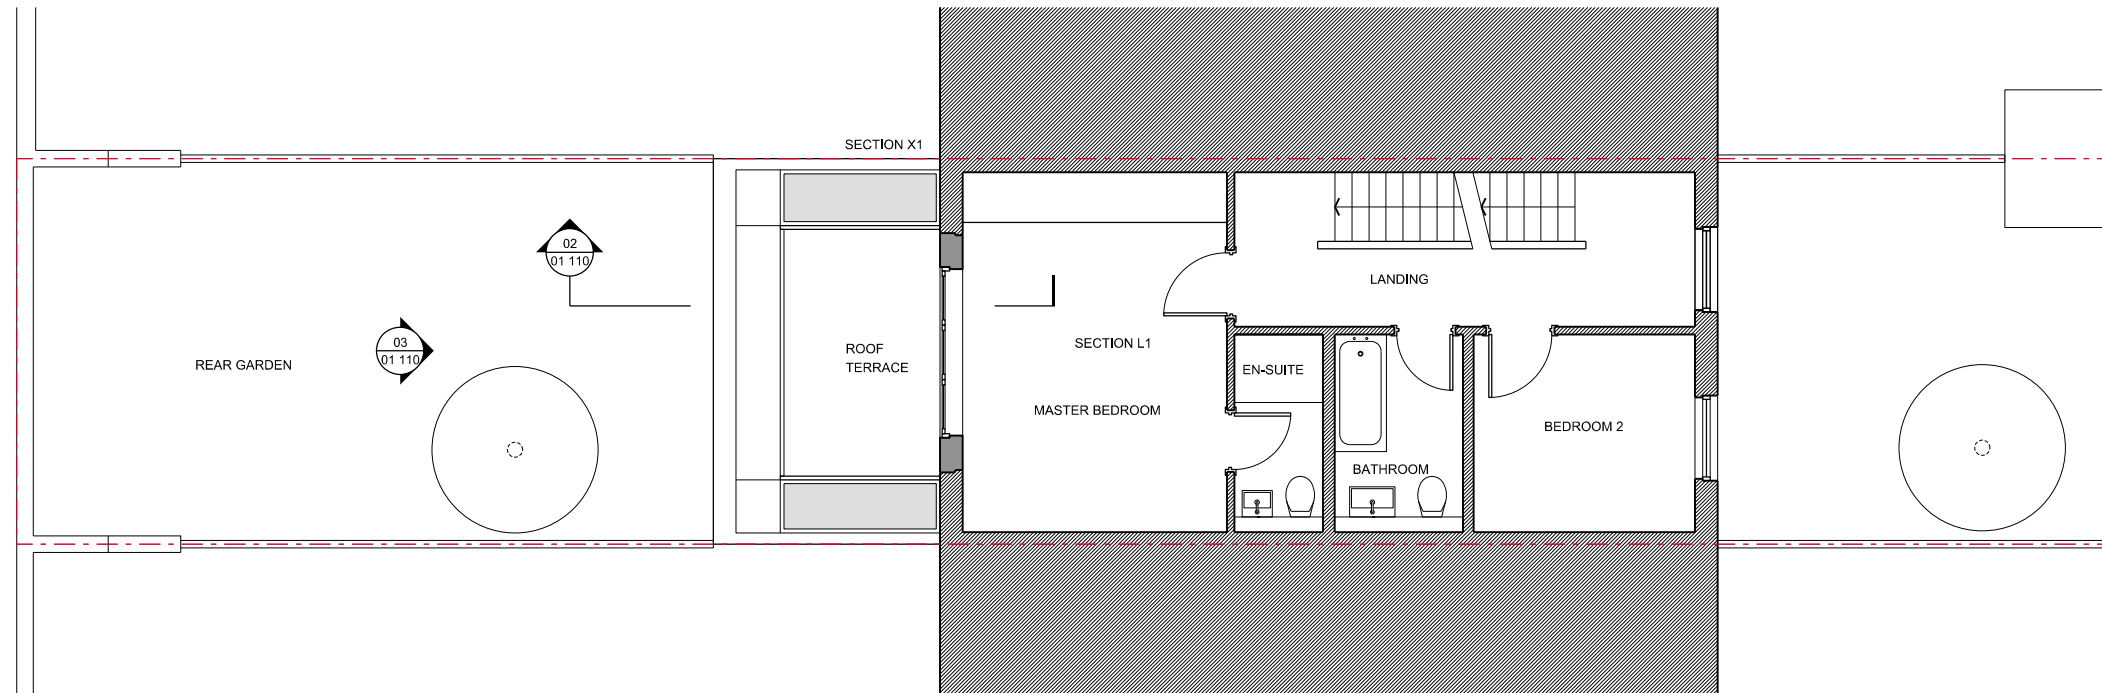 SECTION X1
02
01 110
LANDING
03
01 110
REAR GARDEN
ROOF
TERRACE
SECTION L1
EN-SUITE
MASTER BEDROOM
BEDROOM 2
BATHROOM